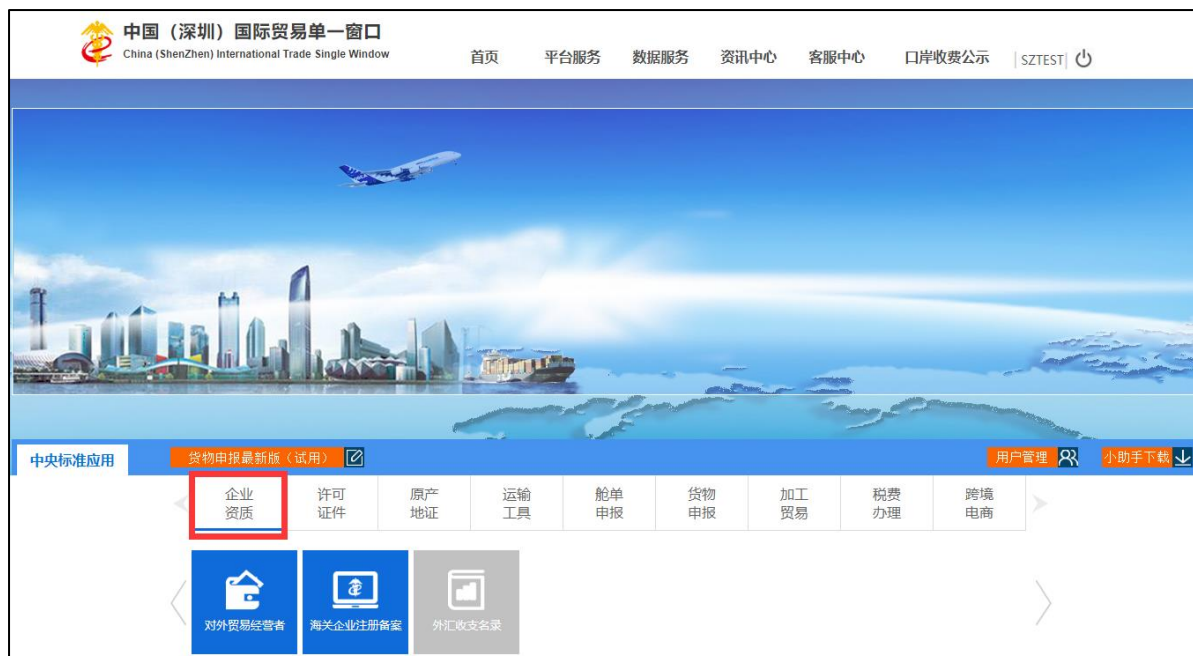 中国（深圳）国际贸易单一窗口
China (ShenZhen) International Trade Single Window
首页 平台服务 数据服务 资讯中心 客服中心 口岸收费公示 | SZTEST |
中央标准应用 货物申报最新版（试用） 用户管理 小助手下载
企业 许可 原产 运输 舱单 货物 加工 税费 跨境
资质 证件 地证 工具 申报 申报 贸易 办理 电商
对外贸易经营者 海关企业注册备案 外汇收支名录